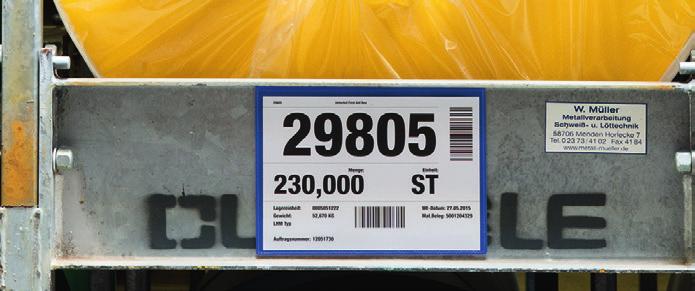 29805
Menge: Einheit:
230,000 ST
Lagereinheit: 0005051222 WE-Datum: 27.05.2015
Gewicht: 52,670 KG Mat.Beleg: 5001204329
LHM Typ
Auftragsnummer: 12051730
W. Müller
Metallverarbeitung
Schweiß- u. Löttechnik
58706 Menden Horlecke 7
Tel. 0 23 73 / 41 02 Fax 41 84
www.metall-mueller.de